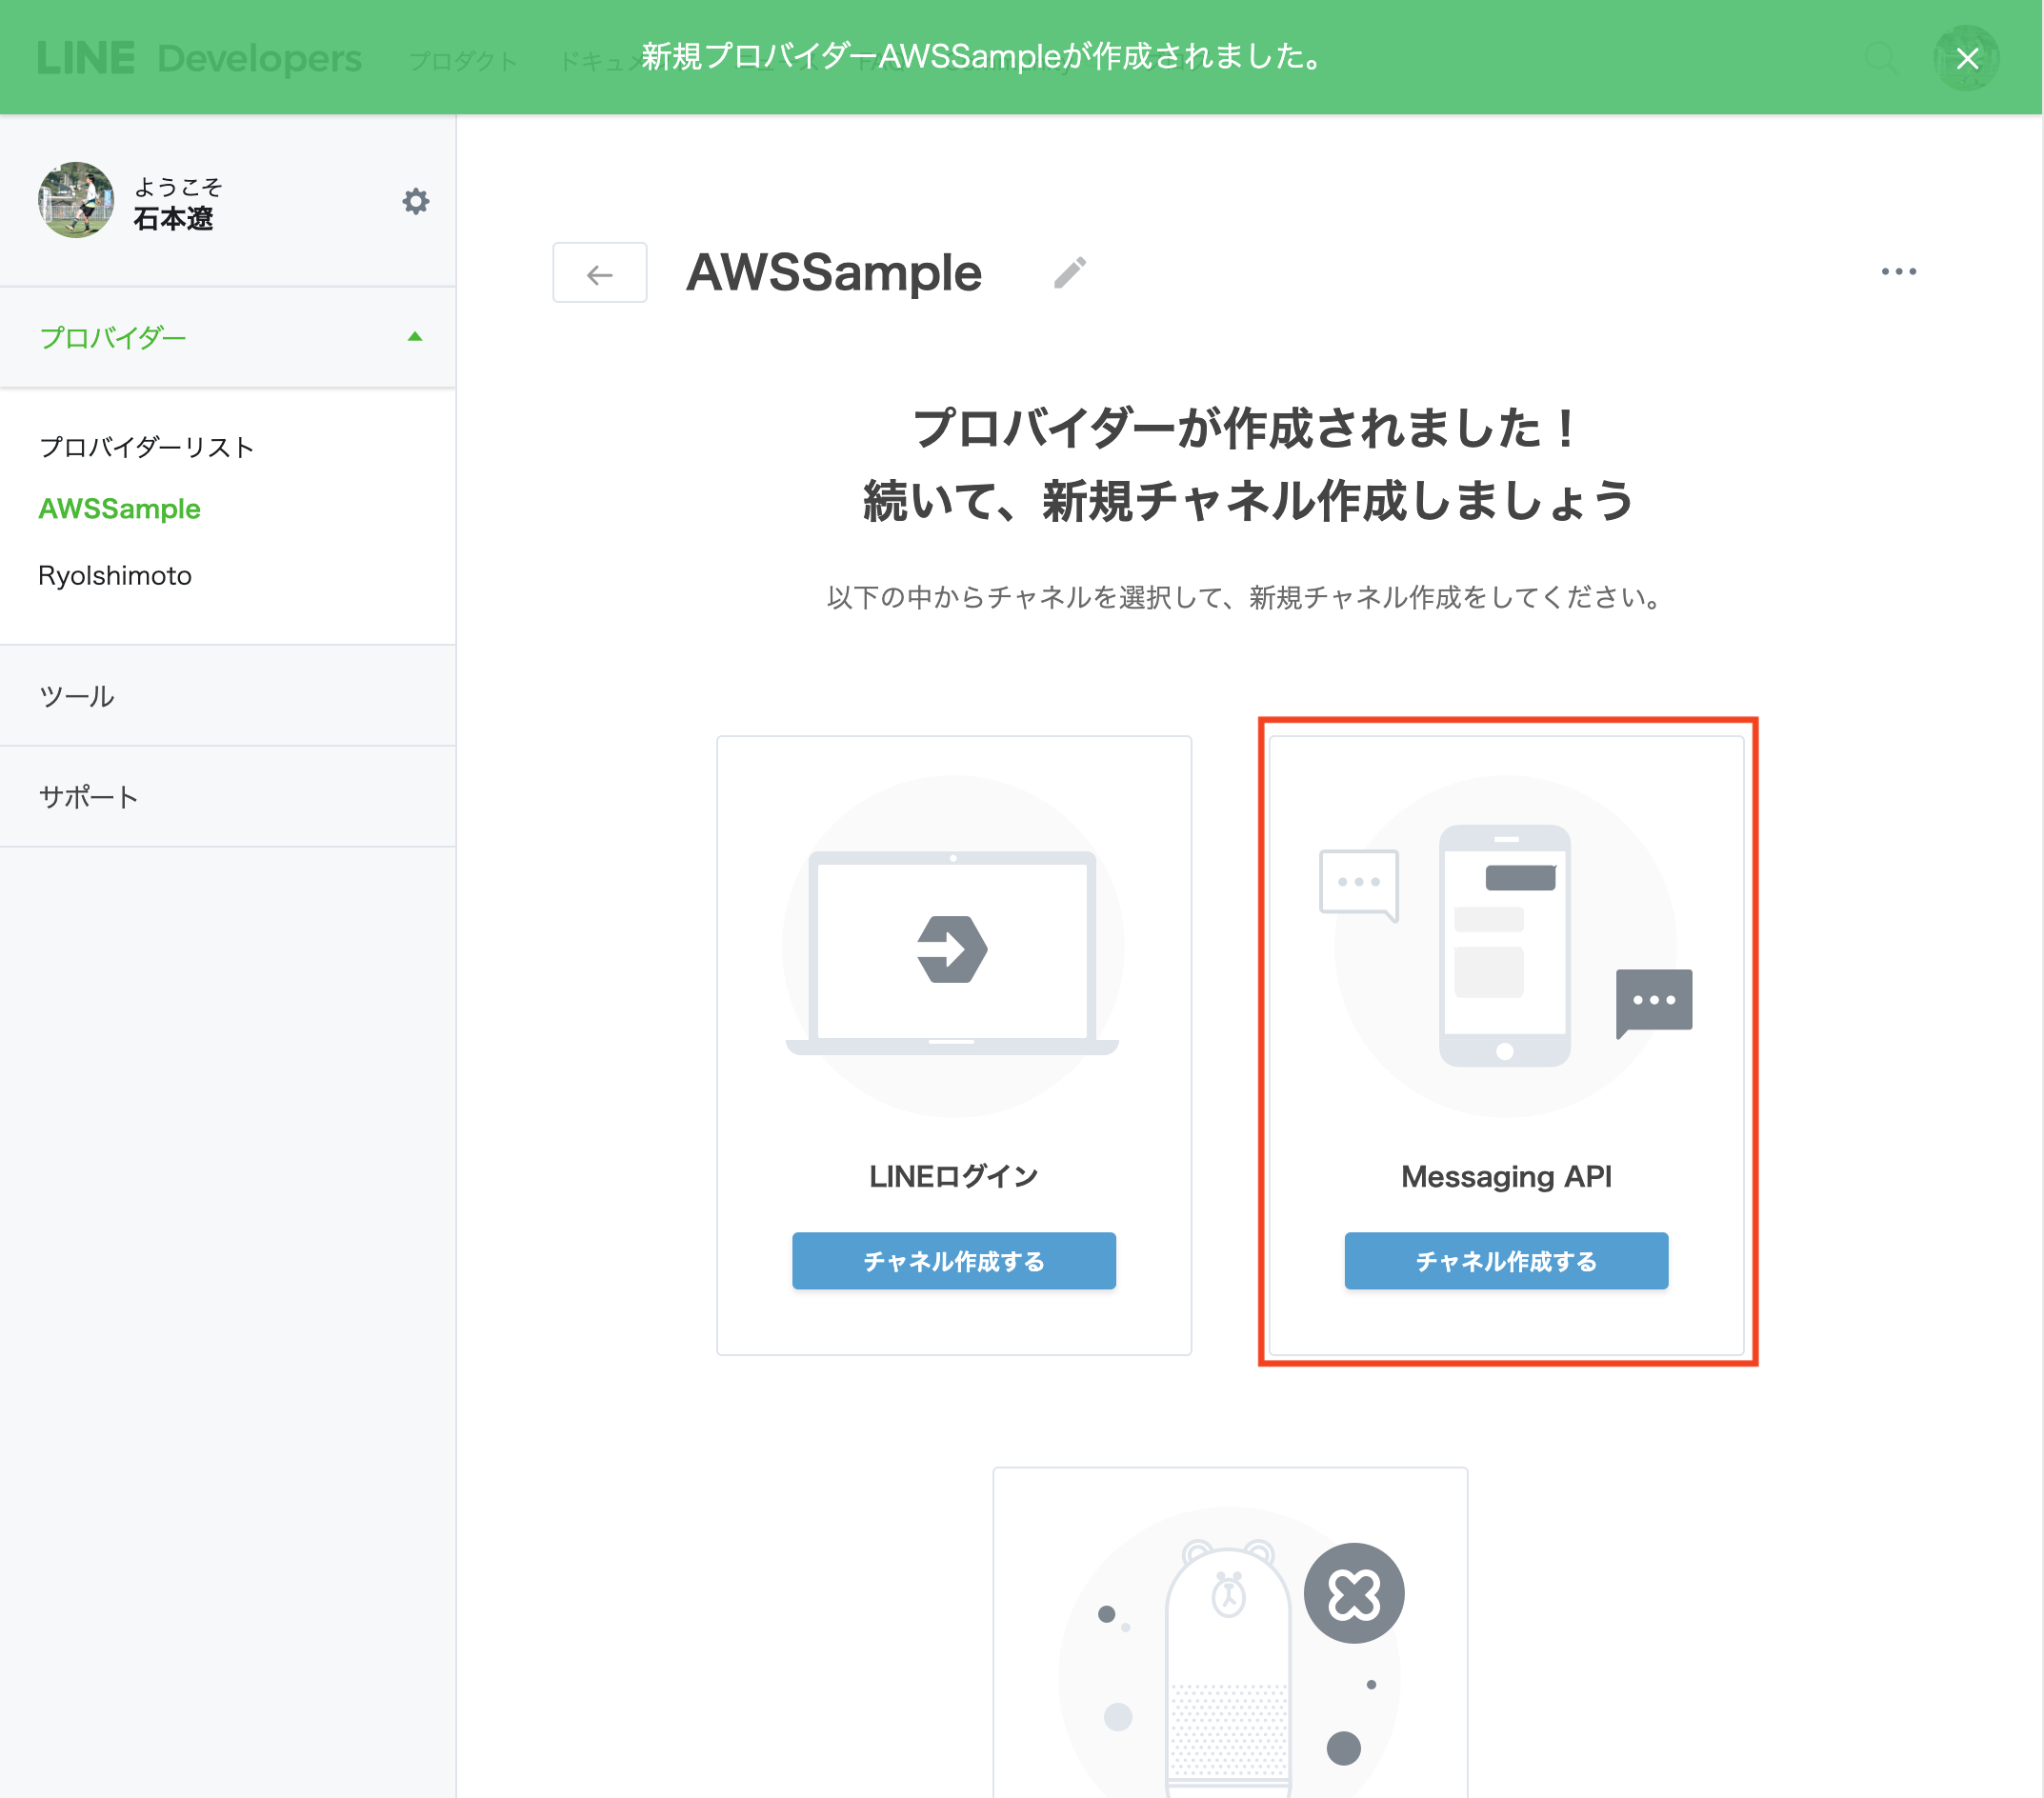 LINE Developers
プロダクト
新規プロバイダーAWSSampleが作成されました。
ようこそ
石本遼
プロバイダー
プロバイダーリスト
AWSSample
RyoIshimoto
ツール
サポート
AWSSample
プロバイダーが作成されました！
続いて、新規チャネル作成しましょう
以下の中からチャネルを選択して、新規チャネル作成をしてください。
LINEログイン
チャネル作成する
Messaging API
チャネル作成する